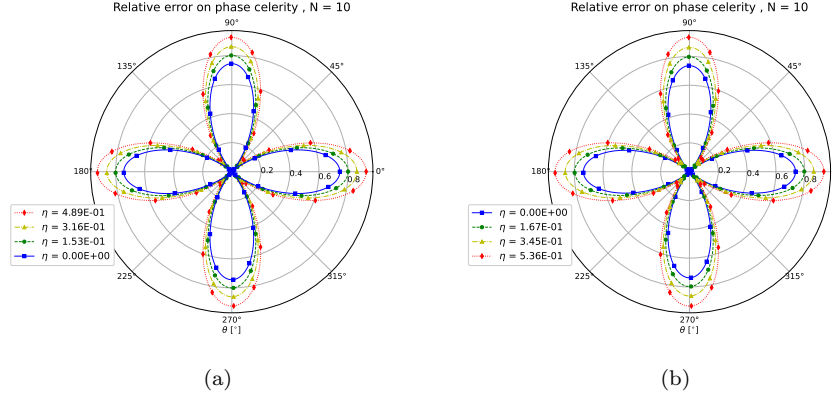 Relative error on phase celerity , N = 10
90°
135°
45°
180°
0°
0.2
0.4
0.6
0.8
η = 4.89E-01
η = 3.16E-01
η = 1.53E-01
η = 0.00E+00
225°
315°
270°
θ [°]
(a)
Relative error on phase celerity , N = 10
90°
135°
45°
180°
0.2
0.4
0.6
0.8
η = 0.00E+00
η = 1.67E-01
η = 3.45E-01
η = 5.36E-01
225°
315°
270°
θ [°]
(b)